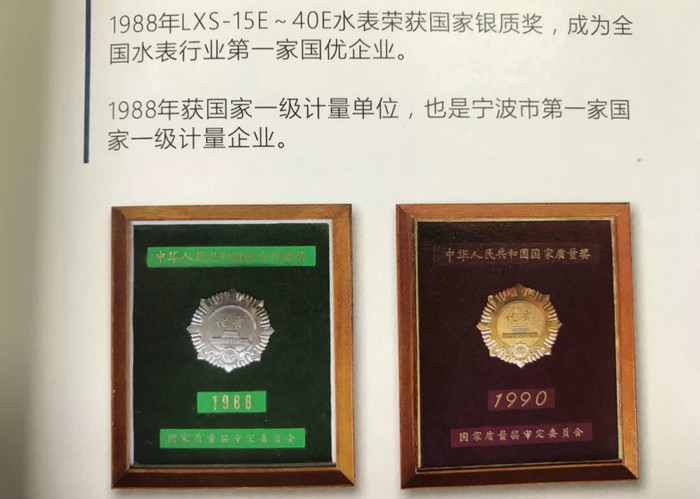 1988年LXS-15E～40E水表荣获国家银质奖，成为全
国水表行业第一家国优企业。
1988年获国家一级计量单位，也是宁波市第一家国
家一级计量企业。
中华人民共和国国家质量奖
中华人民共和国国家质量奖
优质
1988
1990
国家质量奖审定委员会
国家质量奖审定委员会